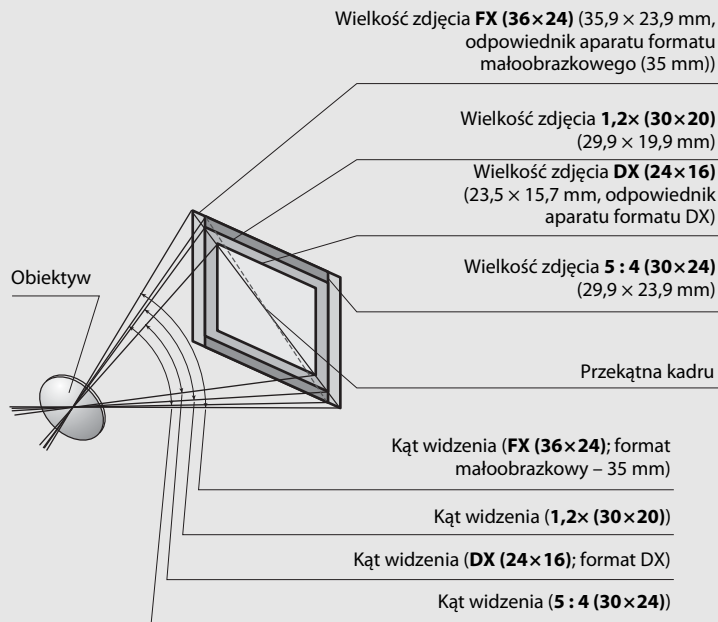 Wielkość zdjęcia FX (36×24) (35,9 × 23,9 mm,
odpowiednik aparatu formatu
małoobrazkowego (35 mm))
Wielkość zdjęcia 1,2× (30×20)
(29,9 × 19,9 mm)
Wielkość zdjęcia DX (24×16)
(23,5 × 15,7 mm, odpowiednik
aparatu formatu DX)
Wielkość zdjęcia 5 : 4 (30×24)
(29,9 × 23,9 mm)
Obiektyw
Przekątna kadru
Kąt widzenia (FX (36×24); format
małoobrazkowy – 35 mm)
Kąt widzenia (1,2× (30×20))
Kąt widzenia (DX (24×16); format DX)
Kąt widzenia (5 : 4 (30×24))